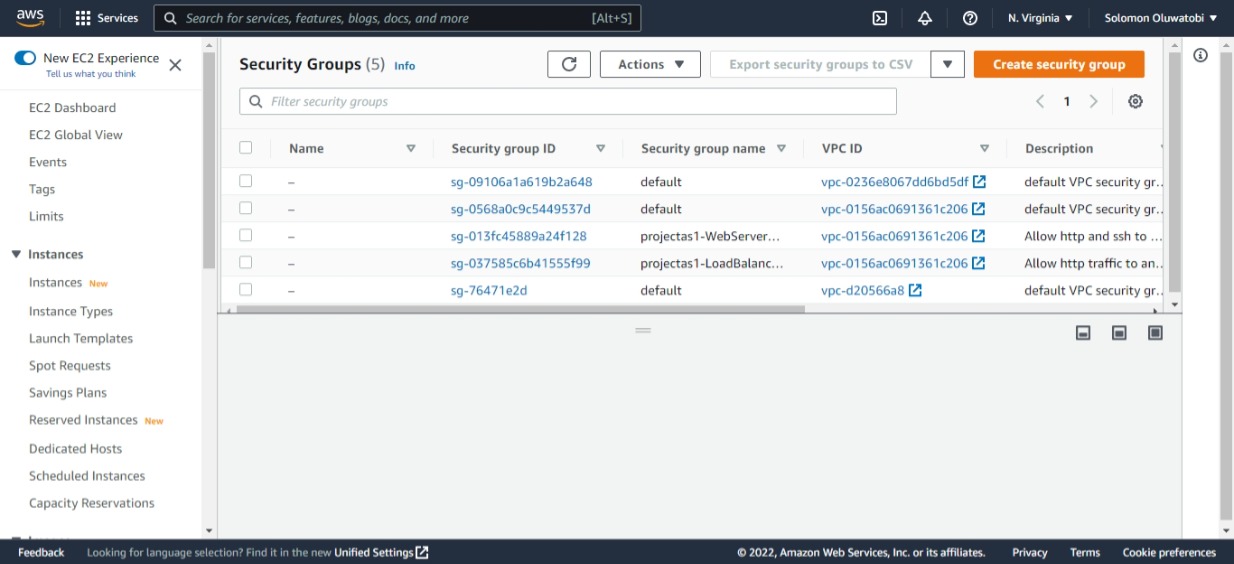 aws
Services
Search for services, features, blogs, docs, and more [Alt+S]
N. Virginia
Solomon Oluwatobi
New EC2 Experience
Tell us what you think
EC2 Dashboard
EC2 Global View
Events
Tags
Limits
Instances
Instances New
Instance Types
Launch Templates
Spot Requests
Savings Plans
Reserved Instances New
Dedicated Hosts
Scheduled Instances
Capacity Reservations
Security Groups (5) Info
Actions
Export security groups to CSV
Create security group
Filter security groups
1
Name Security group ID Security group name VPC ID Description
– sg-09106a1a619b2a648 default vpc-0236e8067dd6bd5df default VPC security gr...
– sg-0568a0c9c5449537d default vpc-0156ac0691361c206 default VPC security gr...
– sg-013fc45889a24f128 projectas1-WebServer... vpc-0156ac0691361c206 Allow http and ssh to ...
– sg-037585c6b41555f99 projectas1-LoadBalanc... vpc-0156ac0691361c206 Allow http traffic to an...
– sg-76471e2d default vpc-d20566a8 default VPC security gr...
Feedback
Looking for language selection? Find it in the new Unified Settings
© 2022, Amazon Web Services, Inc. or its affiliates.
Privacy
Terms
Cookie preferences